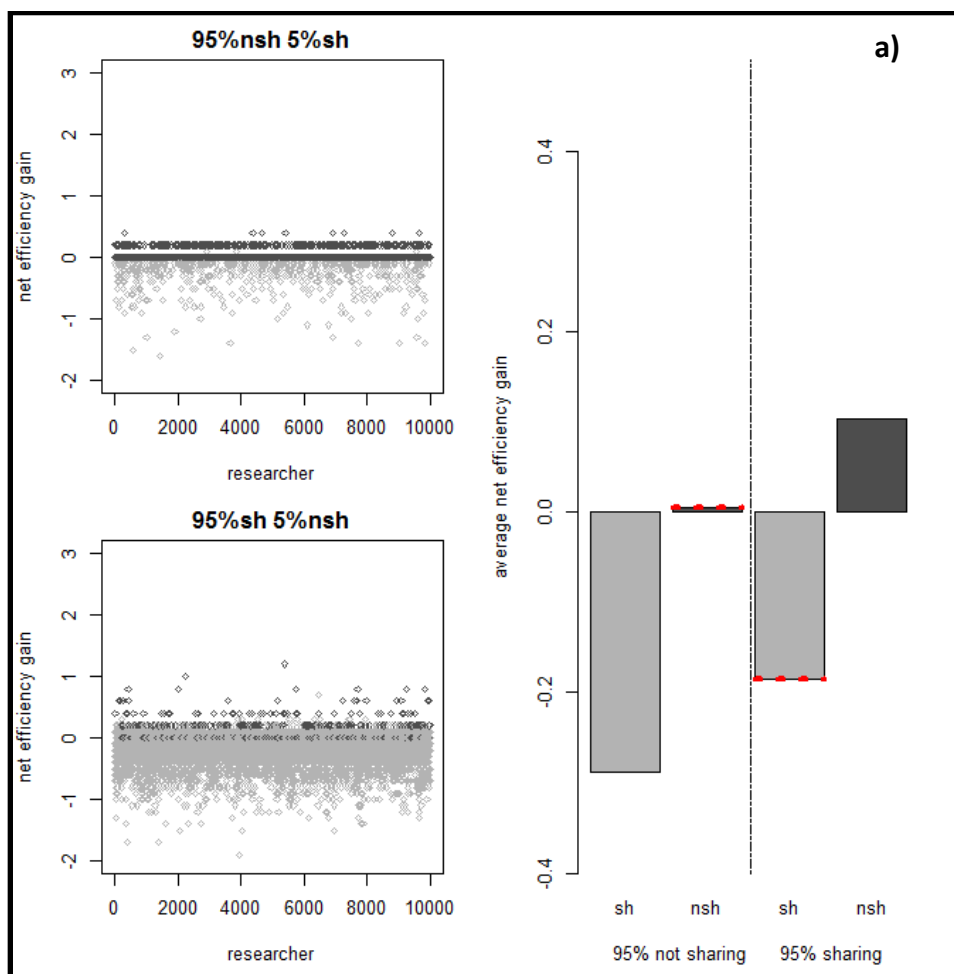 95%nsh 5%sh
net efficiency gain
3
2
1
0
-1
-2
0 2000 4000 6000 8000 10000
researcher
95%sh 5%nsh
net efficiency gain
3
2
1
0
-1
-2
0 2000 4000 6000 8000 10000
researcher
a)
average net efficiency gain
0.4
0.2
0.0
-0.2
-0.4
sh nsh sh nsh
95% not sharing 95% sharing